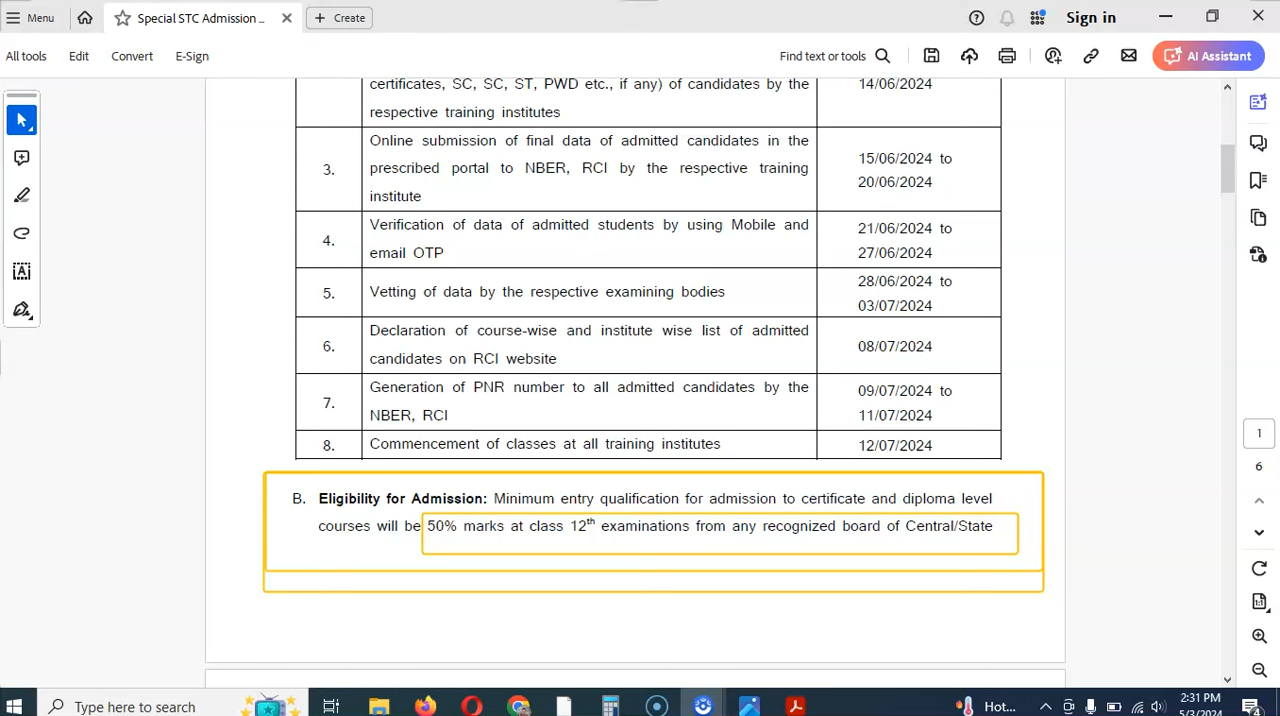 Menu
Special STC Admission ...
Create
Sign in
All tools
Edit
Convert
E-Sign
Find text or tools
AI Assistant
certificates, SC, SC, ST, PWD etc., if any) of candidates by the
respective training institutes
14/06/2024
3.
Online submission of final data of admitted candidates in the
prescribed portal to NBER, RCI by the respective training
institute
15/06/2024 to
20/06/2024
4.
Verification of data of admitted students by using Mobile and
email OTP
21/06/2024 to
27/06/2024
5.
Vetting of data by the respective examining bodies
28/06/2024 to
03/07/2024
6.
Declaration of course-wise and institute wise list of admitted
candidates on RCI website
08/07/2024
7.
Generation of PNR number to all admitted candidates by the
NBER, RCI
09/07/2024 to
11/07/2024
8.
Commencement of classes at all training institutes
12/07/2024
B. Eligibility for Admission: Minimum entry qualification for admission to certificate and diploma level
courses will be 50% marks at class 12th examinations from any recognized board of Central/State
1
6
Type here to search
Hot...
2:31 PM
5/3/2024
4